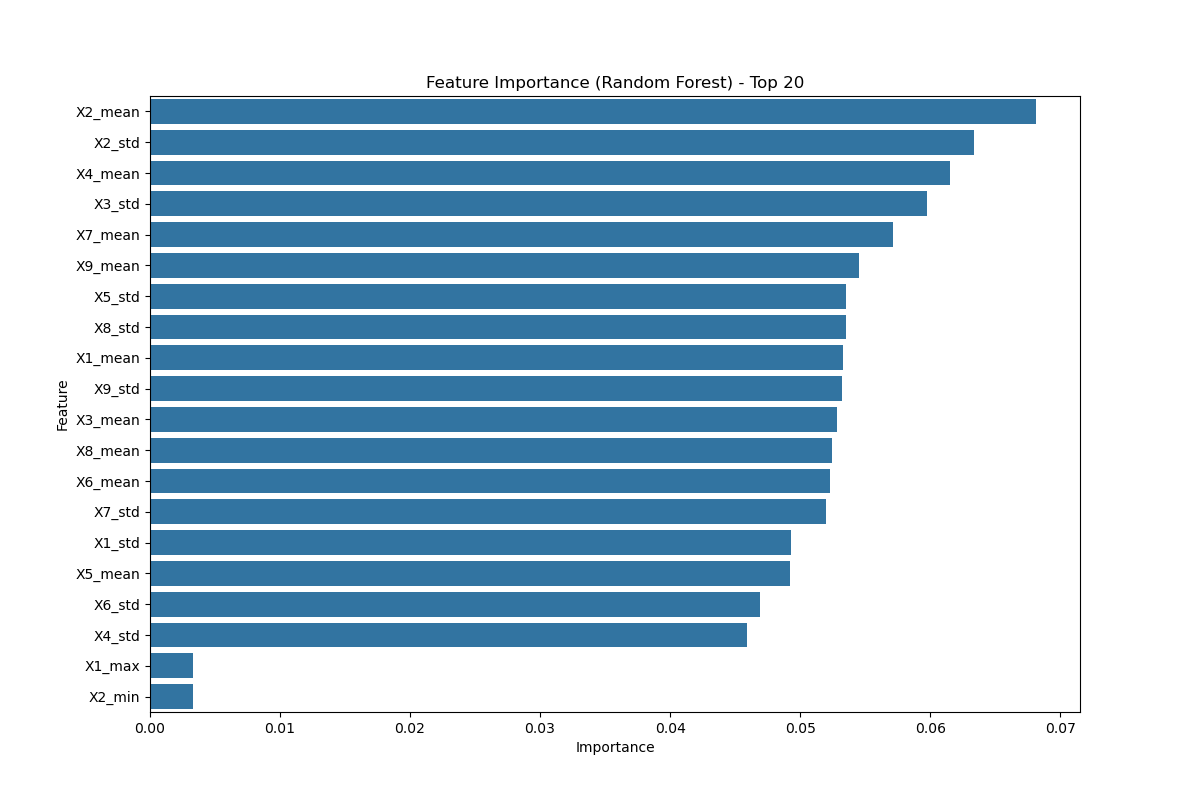 Feature Importance (Random Forest) - Top 20
X2_mean
X2_std
X4_mean
X3_std
X7_mean
X9_mean
X5_std
X8_std
X1_mean
X9_std
X3_mean
X8_mean
X6_mean
X7_std
X1_std
X5_mean
X6_std
X4_std
X1_max
X2_min
Feature
0.00 0.01 0.02 0.03 0.04 0.05 0.06 0.07
Importance